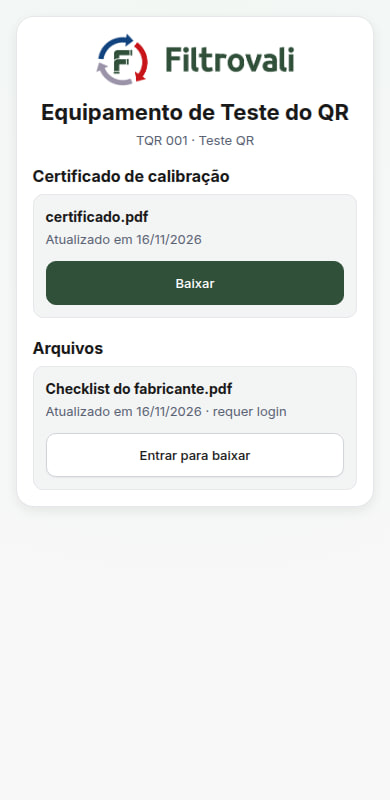 F
Filtrovali
Equipamento de Teste do QR
TQR 001 · Teste QR
Certificado de calibração
certificado.pdf
Atualizado em 16/11/2026
Baixar
Arquivos
Checklist do fabricante.pdf
Atualizado em 16/11/2026 · requer login
Entrar para baixar